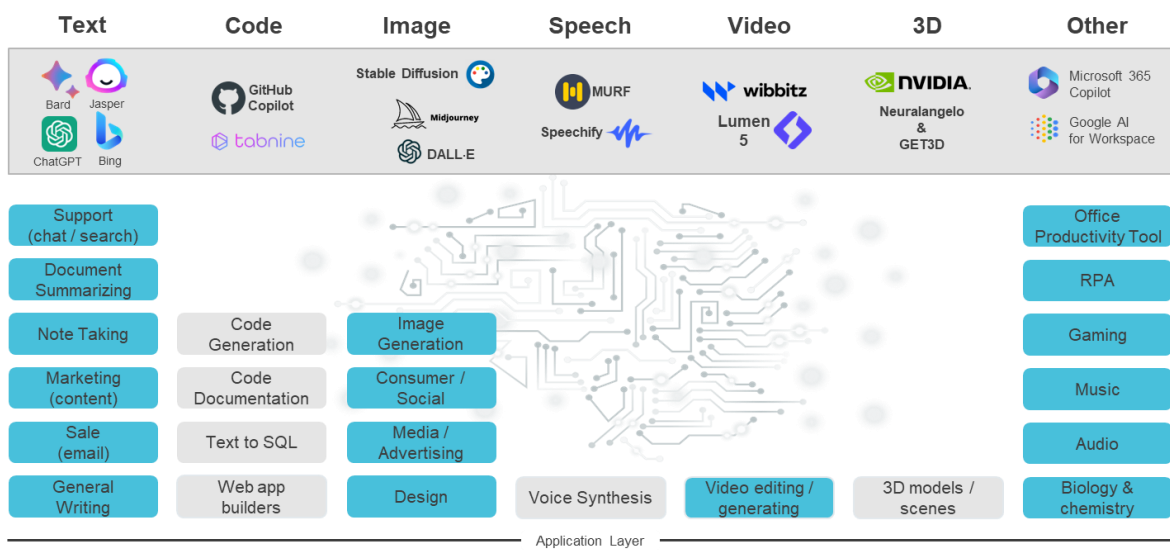 Text
Code
Image
Speech
Video
3D
Other
Bard
Jasper
ChatGPT
Bing
GitHub
Copilot
tabnine
Stable Diffusion
Midjourney
DALL·E
MURF
Speechify
wibbitz
Lumen
5
NVIDIA.
Neuralangelo
&
GET3D
Microsoft 365
Copilot
Google AI
for Workspace
Support
(chat / search)
Document
Summarizing
Note Taking
Marketing
(content)
Sale
(email)
General
Writing
Code
Generation
Code
Documentation
Text to SQL
Web app
builders
Image
Generation
Consumer /
Social
Media /
Advertising
Design
Voice Synthesis
Video editing /
generating
3D models /
scenes
Office
Productivity Tool
RPA
Gaming
Music
Audio
Biology &
chemistry
Application Layer